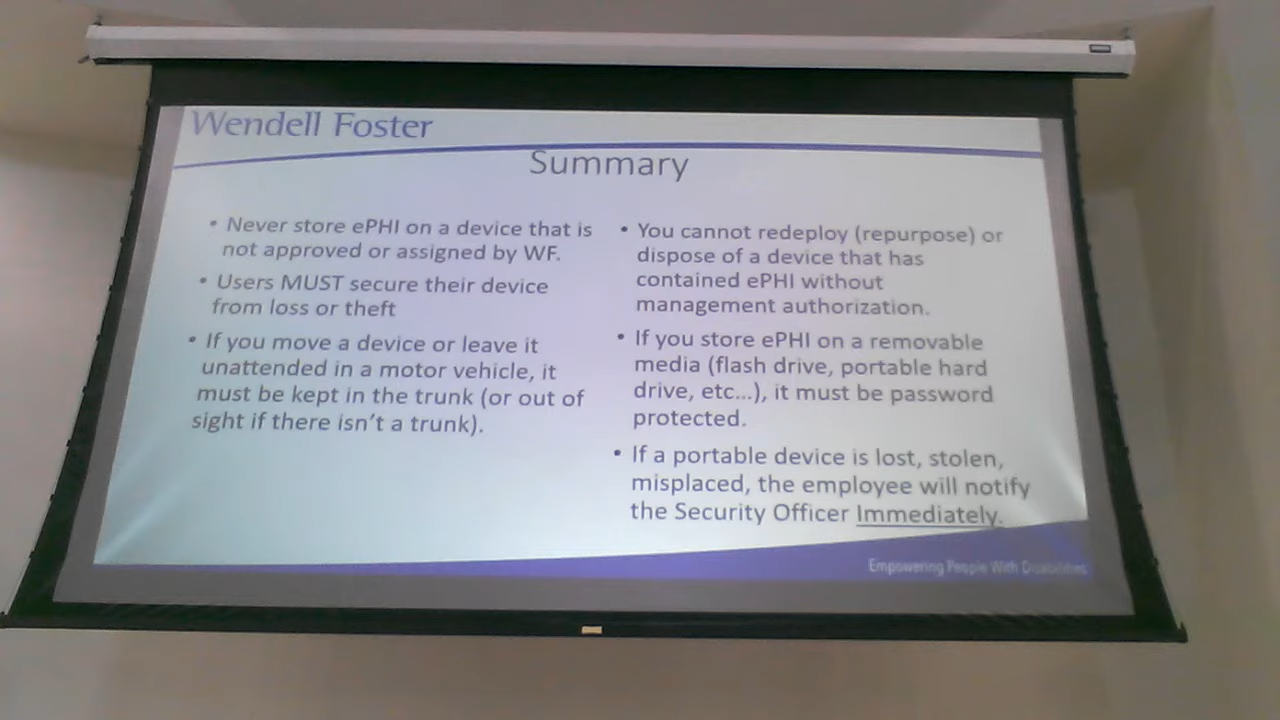 Wendell Foster
Summary
• Never store ePHI on a device that is
not approved or assigned by WF.
• Users MUST secure their device
from loss or theft
• If you move a device or leave it
unattended in a motor vehicle, it
must be kept in the trunk (or out of
sight if there isn't a trunk).
• You cannot redeploy (repurpose) or
dispose of a device that has
contained ePHI without
management authorization.
• If you store ePHI on a removable
media (flash drive, portable hard
drive, etc...), it must be password
protected.
• If a portable device is lost, stolen,
misplaced, the employee will notify
the Security Officer Immediately.
Empowering People With Disabilities